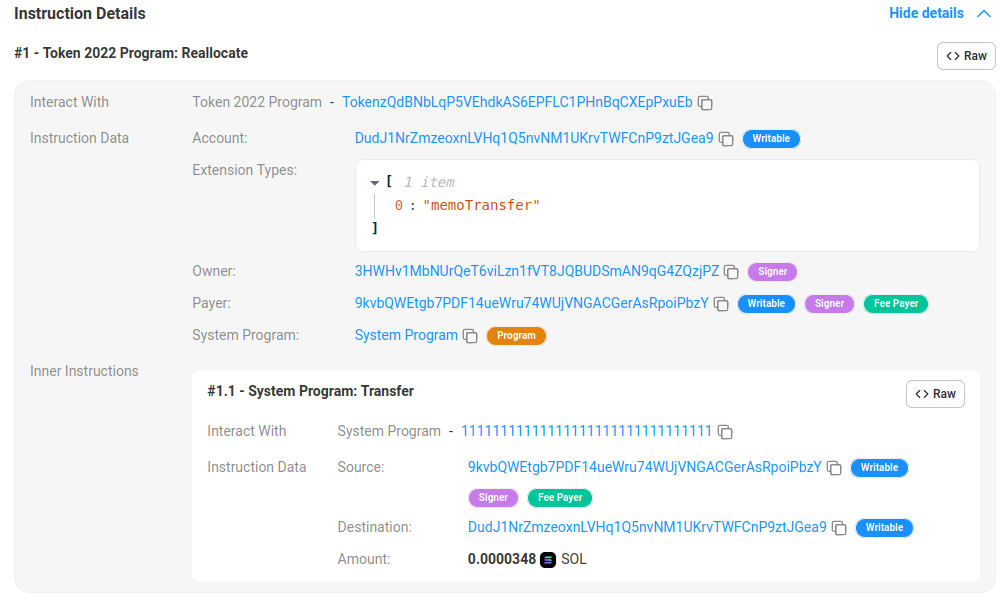 Instruction Details
Hide details
#1 - Token 2022 Program: Reallocate
Raw
Interact With
Token 2022 Program - TokenzQdBNbLqP5VEhdkAS6EPFLC1PHnBqCXEpPxuEb
Instruction Data
Account: DudJ1NrZmzeoxnLVHq1Q5nvNM1UKrvTWFCnP9ztJGea9 Writable
Extension Types:
[ 1 item
0 : "memoTransfer"
]
Owner: 3HWHv1MbNUrQeT6viLzn1fVT8JQBUDSmAN9qG4ZQzjPZ Signer
Payer: 9kvbQWEtgb7PDF14ueWru74WUjVNGACGerAsRpoiPbzY Writable Signer Fee Payer
System Program: System Program Program
Inner Instructions
#1.1 - System Program: Transfer
Raw
Interact With
System Program - 11111111111111111111111111111111
Instruction Data
Source: 9kvbQWEtgb7PDF14ueWru74WUjVNGACGerAsRpoiPbzY Writable
Signer Fee Payer
Destination: DudJ1NrZmzeoxnLVHq1Q5nvNM1UKrvTWFCnP9ztJGea9 Writable
Amount: 0.0000348 SOL